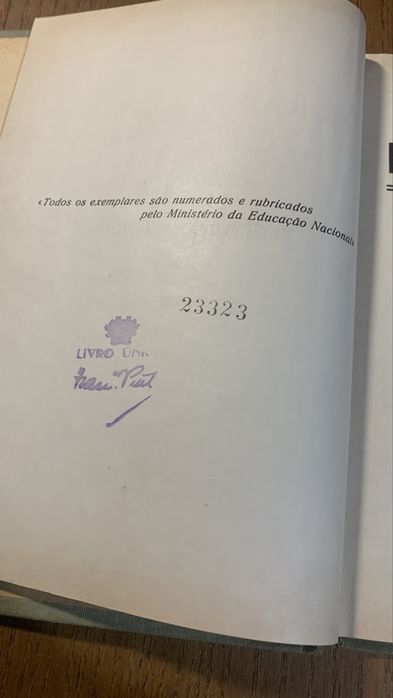 «Todos os exemplares são numerados e rubricados
pelo Ministério da Educação Nacional»
23323
LIVRO